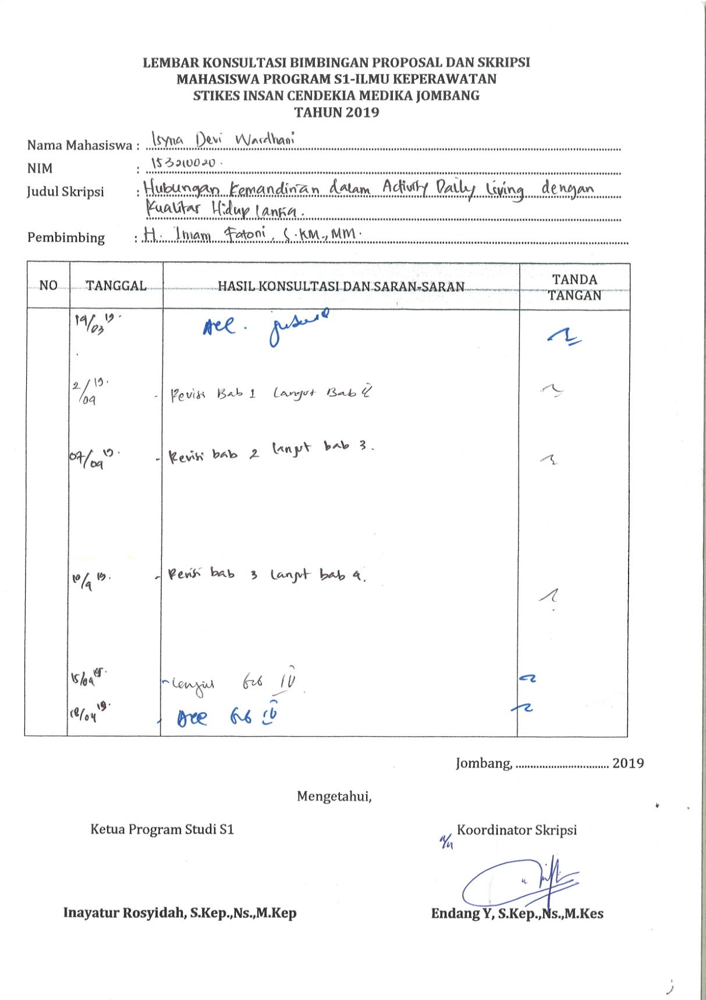 LEMBAR KONSULTASI BIMBINGAN PROPOSAL DAN SKRIPSI
MAHASISWA PROGRAM S1-ILMU KEPERAWATAN
STIKES INSAN CENDEKIA MEDIKA JOMBANG
TAHUN 2019
Nama Mahasiswa : Isyna Devi Wardhani
NIM : 153210020.
Judul Skripsi : Hubungan Kemandirian dalam Activity Daily Living dengan
Kualitas Hidup Lansia.
Pembimbing : H. Imam Fatoni, S.KM., MM.
NO TANGGAL HASIL KONSULTASI DAN SARAN-SARAN TANDA TANGAN
19/03 19. Acc.
2/04 19. - Revisi Bab 1 Lanjut Bab 2
07/04 19. - Revisi bab 2 lanjut bab 3.
10/4 19. - Revisi bab 3 lanjut bab 4.
15/04 19. - Lanjut bab IV
18/04 19. - Acc bab IV
Jombang, .............................. 2019
Mengetahui,
Ketua Program Studi S1
a/n Koordinator Skripsi
Inayatur Rosyidah, S.Kep.,Ns.,M.Kep
Endang Y, S.Kep.,Ns.,M.Kes